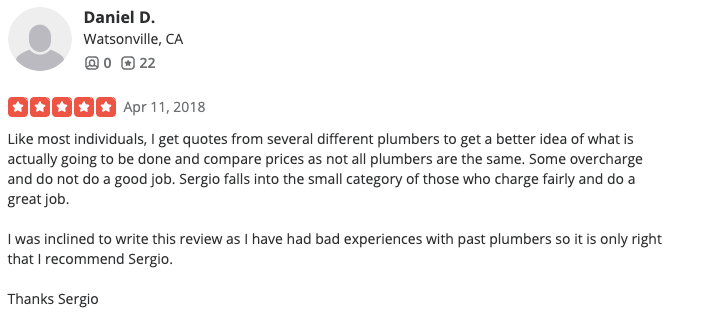 Daniel D.
Watsonville, CA
0 22
Apr 11, 2018
Like most individuals, I get quotes from several different plumbers to get a better idea of what is
actually going to be done and compare prices as not all plumbers are the same. Some overcharge
and do not do a good job. Sergio falls into the small category of those who charge fairly and do a
great job.
I was inclined to write this review as I have had bad experiences with past plumbers so it is only right
that I recommend Sergio.
Thanks Sergio